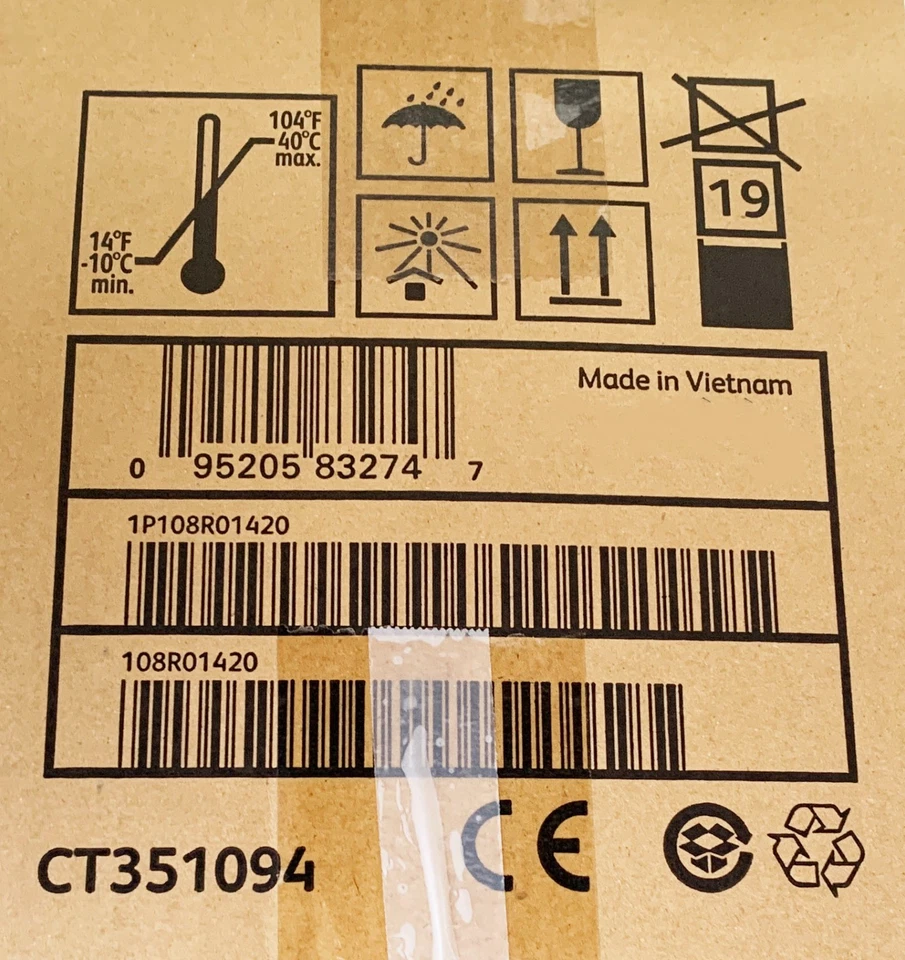 104°F
40°C
max.
14°F
-10°C
min.
19
Made in Vietnam
0 95205 83274 7
1P108R01420
108R01420
CT351094
CE